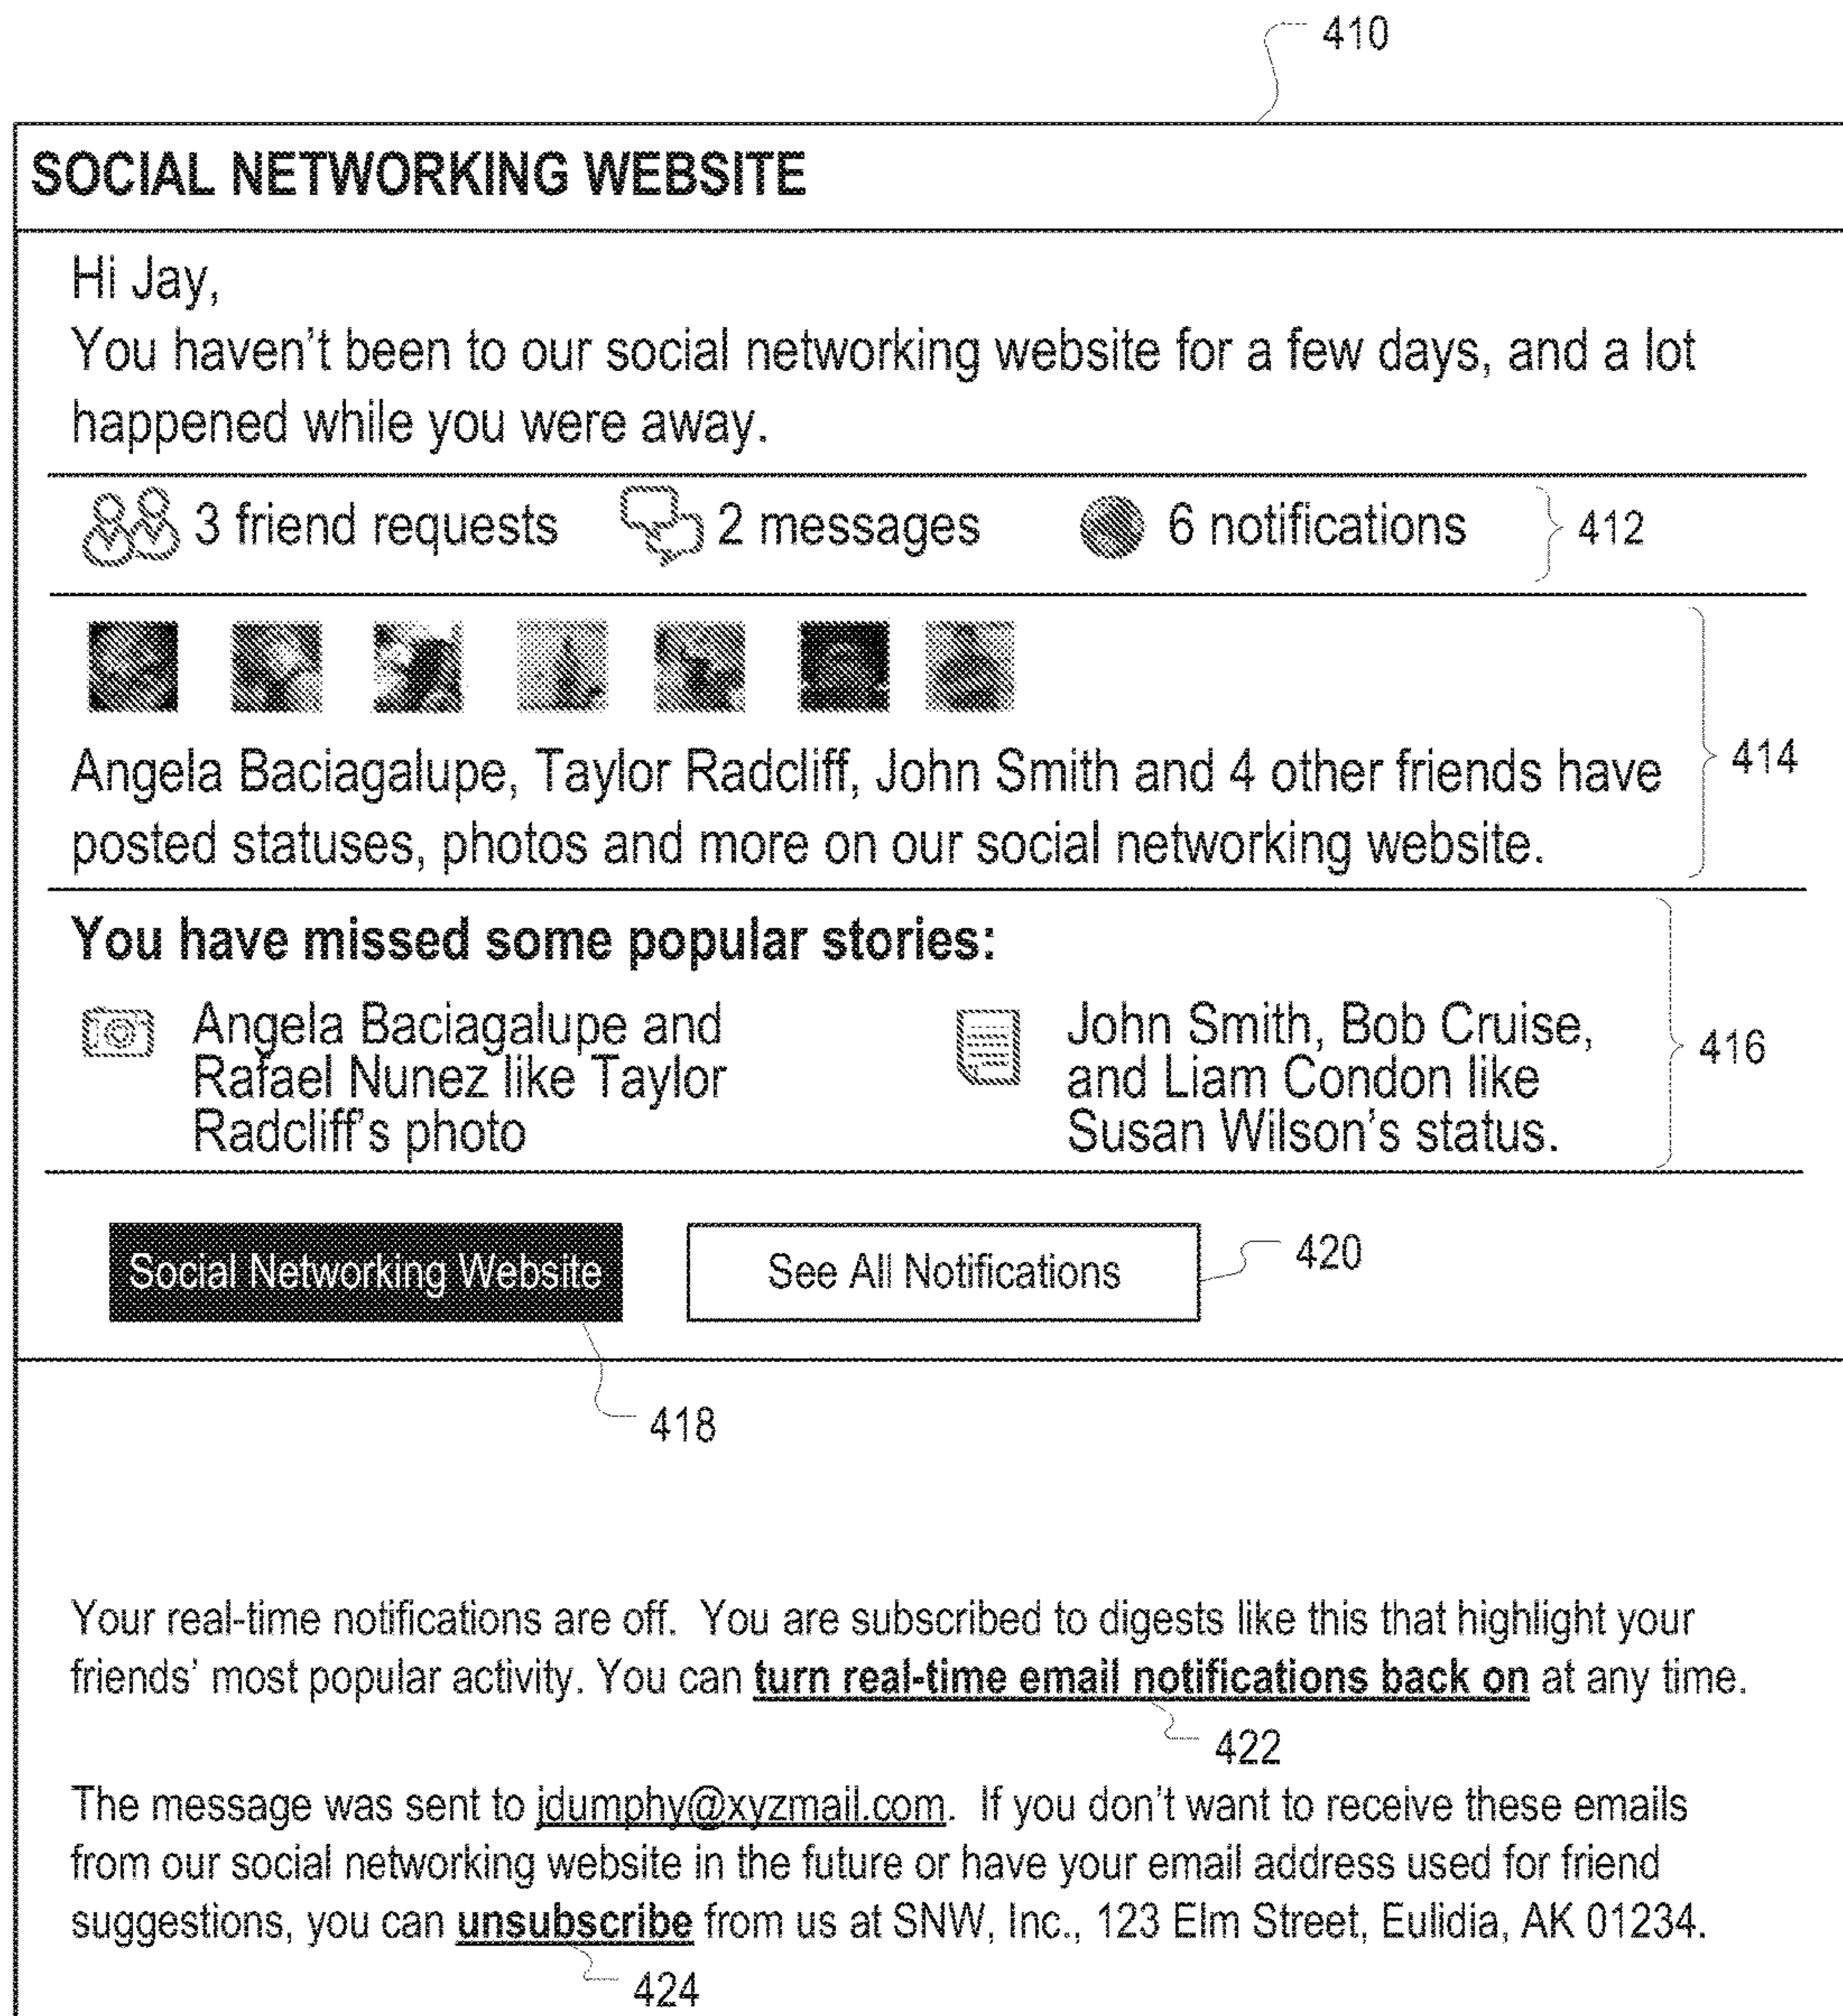 410
SOCIAL NETWORKING WEBSITE
Hi Jay,
You haven't been to our social networking website for a few days, and a lot
happened while you were away.
3 friend requests 2 messages 6 notifications 412
Angela Baciagalupe, Taylor Radcliff, John Smith and 4 other friends have
posted statuses, photos and more on our social networking website.
414
You have missed some popular stories:
Angela Baciagalupe and
Rafael Nunez like Taylor
Radcliff's photo
John Smith, Bob Cruise,
and Liam Condon like
Susan Wilson's status.
416
Social Networking Website See All Notifications 420
418
Your real-time notifications are off. You are subscribed to digests like this that highlight your
friends' most popular activity. You can turn real-time email notifications back on at any time.
422
The message was sent to jdumphy@xyzmail.com. If you don't want to receive these emails
from our social networking website in the future or have your email address used for friend
suggestions, you can unsubscribe from us at SNW, Inc., 123 Elm Street, Eulidia, AK 01234.
424